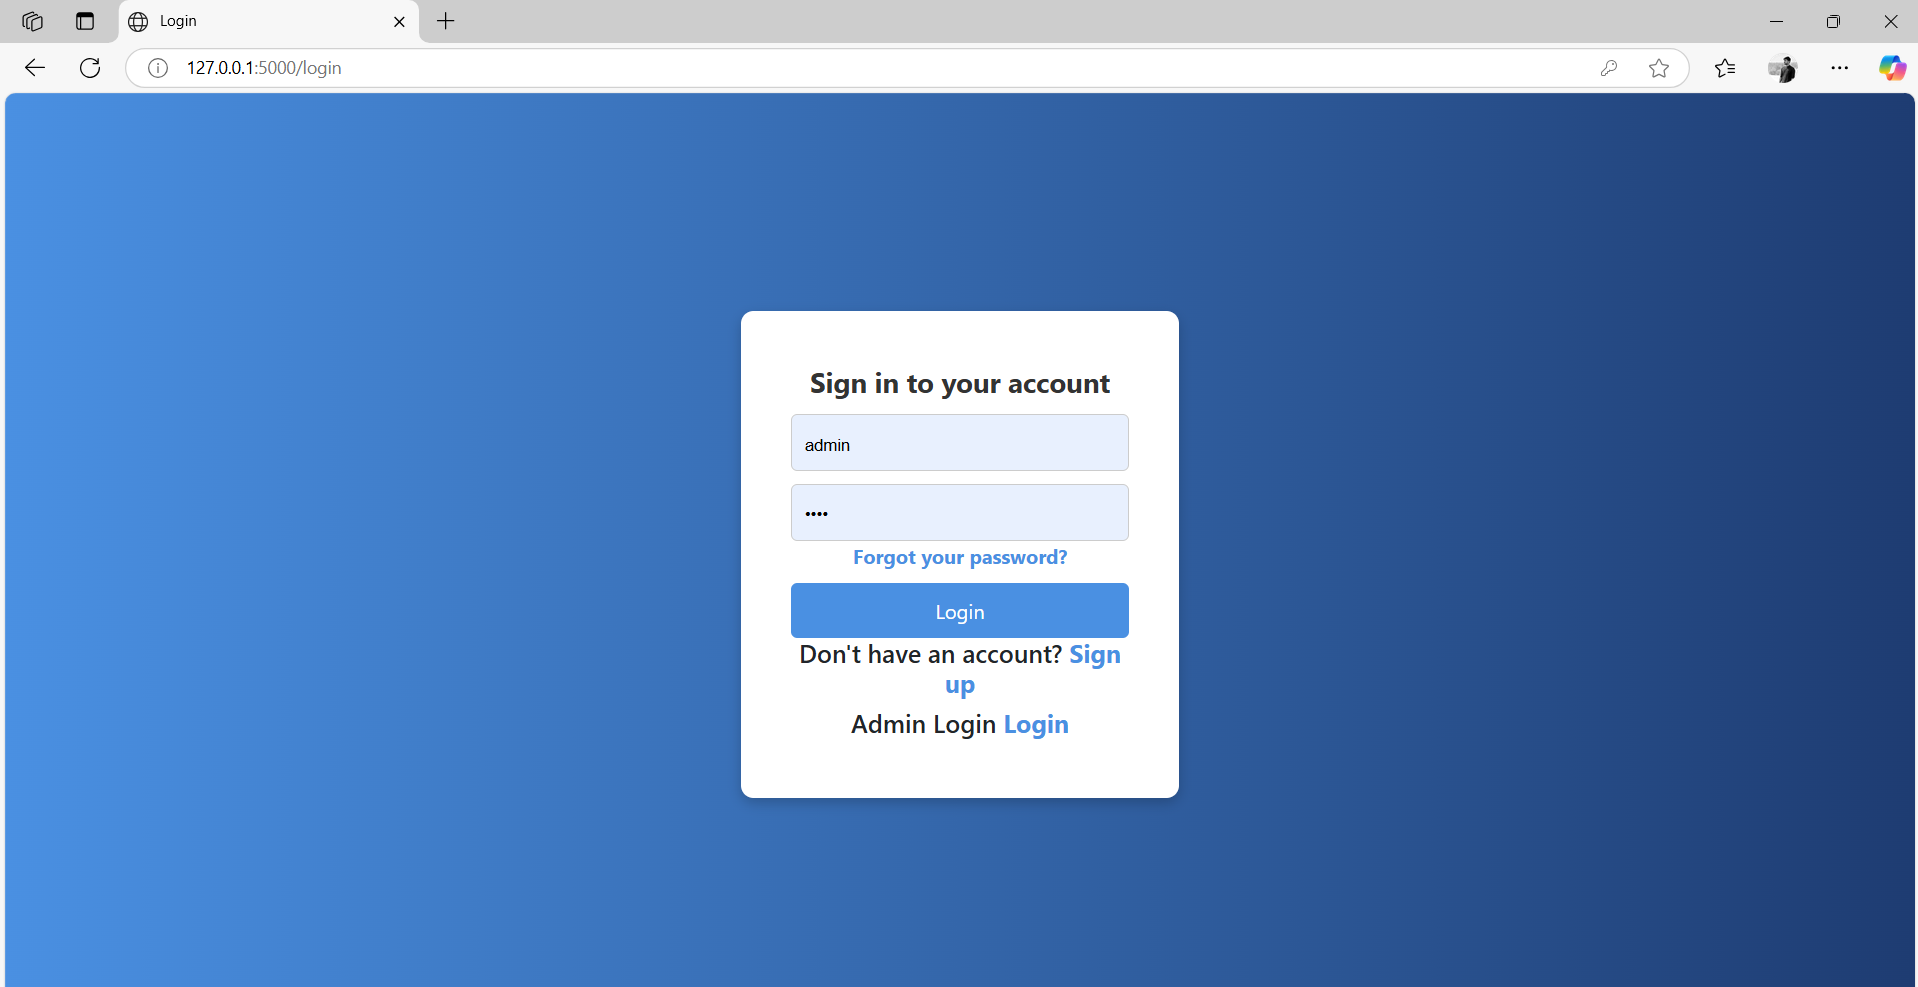 Login
127.0.0.1:5000/login
Sign in to your account
admin
••••
Forgot your password?
Login
Don't have an account? Sign
up
Admin Login Login